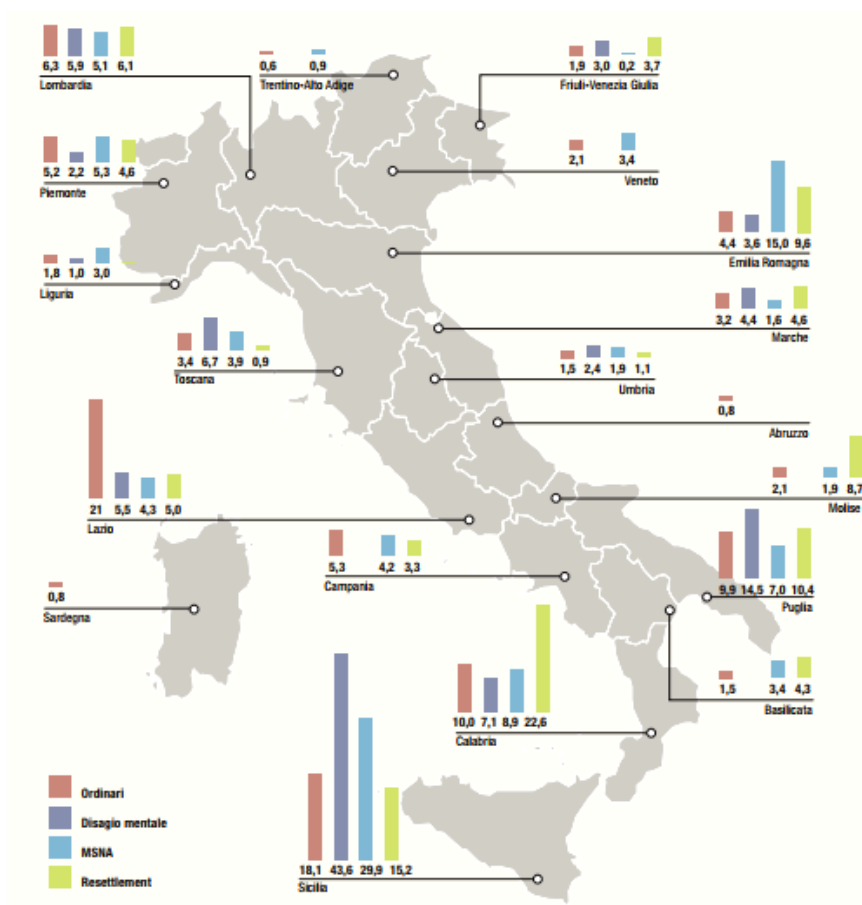 6,3 5,9 5,1 6,1
Lombardia
0,6 0,9
Trentino-Alto Adige
1,9 3,0 0,2 3,7
Friuli-Venezia Giulia
5,2 2,2 5,3 4,6
Piemonte
2,1 3,4
Veneto
4,4 3,6 15,0 9,6
Emilia Romagna
1,8 1,0 3,0
Liguria
3,2 4,4 1,6 4,6
Marche
3,4 6,7 3,9 0,9
Toscana
1,5 2,4 1,9 1,1
Umbria
0,8
Abruzzo
2,1 1,9 8,7
Molise
21 5,5 4,3 5,0
Lazio
5,3 4,2 3,3
Campania
9,9 14,5 7,0 10,4
Puglia
0,8
Sardegna
1,5 3,4 4,3
Basilicata
10,0 7,1 8,9 22,6
Calabria
Ordinari
Disagio mentale
MSNA
Resettlement
18,1 43,6 29,9 15,2
Sicilia